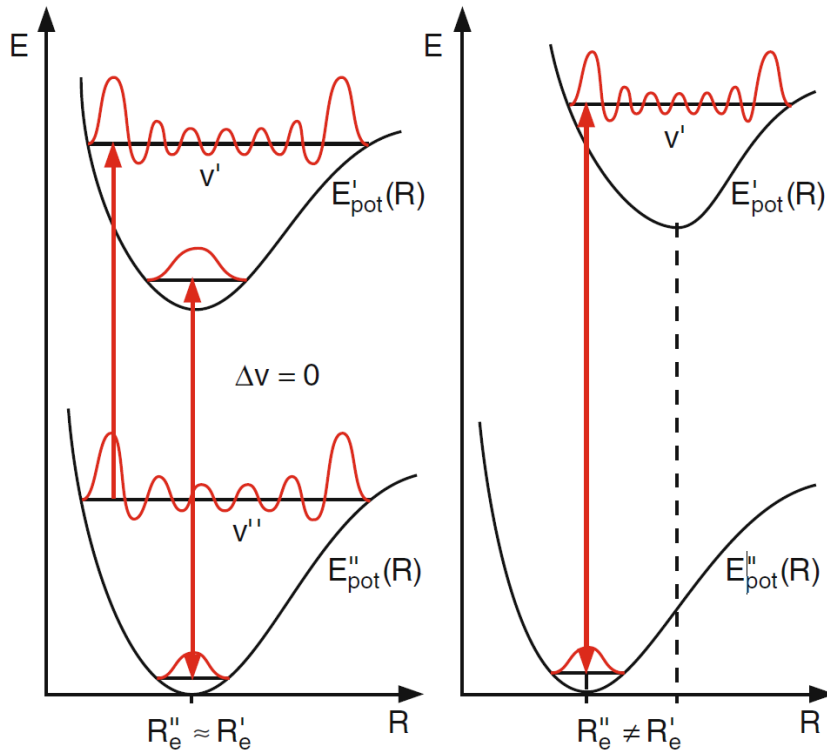 E
v'
E'pot(R)
Δv = 0
v''
E''pot(R)
R
R''e ≈ R'e
E
v'
E'pot(R)
E''pot(R)
R
R''e ≠ R'e